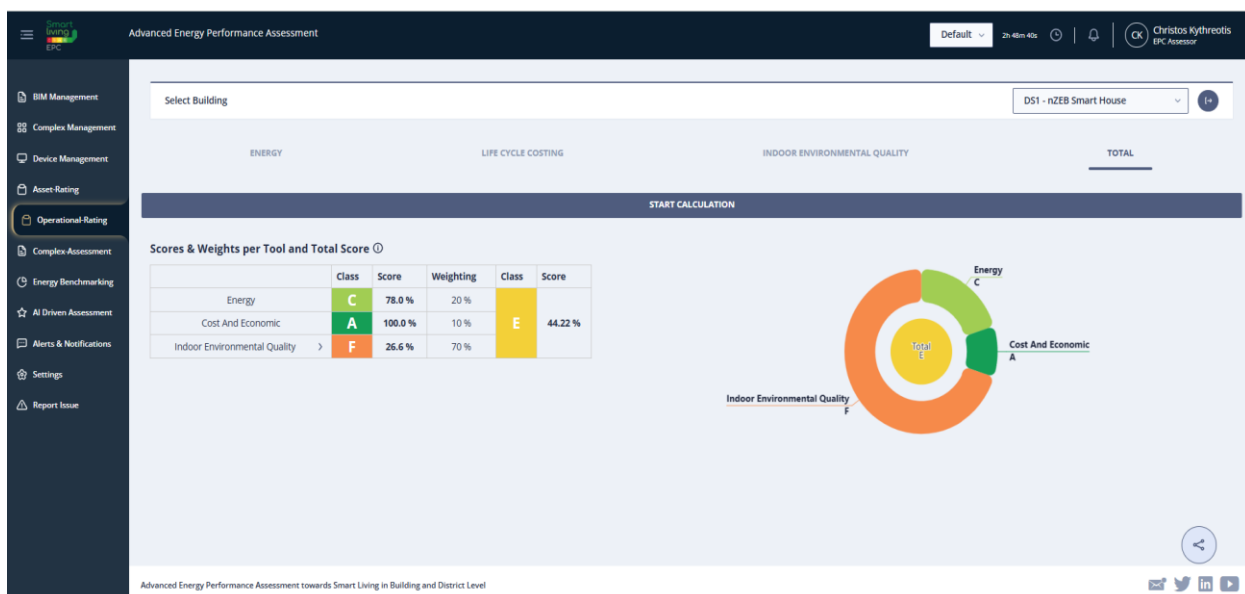 Smart
living
EPC
Advanced Energy Performance Assessment
Default
2h 48m 40s
CK
Christos Kythreotis
EPC Assessor
BIM Management
Complex Management
Device Management
Asset-Rating
Operational-Rating
Complex-Assessment
Energy Benchmarking
AI Driven Assessment
Alerts & Notifications
Settings
Report Issue
Select Building
DS1 - nZEB Smart House
ENERGY LIFE CYCLE COSTING INDOOR ENVIRONMENTAL QUALITY TOTAL
START CALCULATION
Scores & Weights per Tool and Total Score
Class Score Weighting Class Score
Energy C 78.0 % 20 %
Cost And Economic A 100.0 % 10 % E 44.22 %
Indoor Environmental Quality F 26.6 % 70 %
Energy
C
Total
E
Cost And Economic
A
Indoor Environmental Quality
F
Advanced Energy Performance Assessment towards Smart Living in Building and District Level